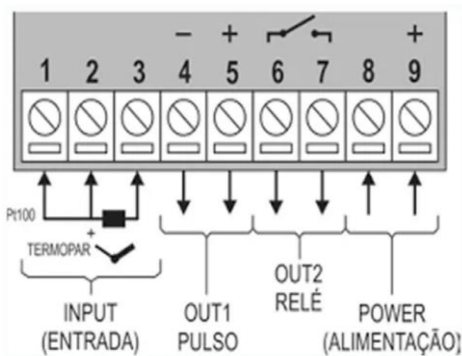 − + +
1 2 3 4 5 6 7 8 9
Pt100
+
TERMOPAR
INPUT
(ENTRADA)
OUT1
PULSO
OUT2
RELÉ
POWER
(ALIMENTAÇÃO)